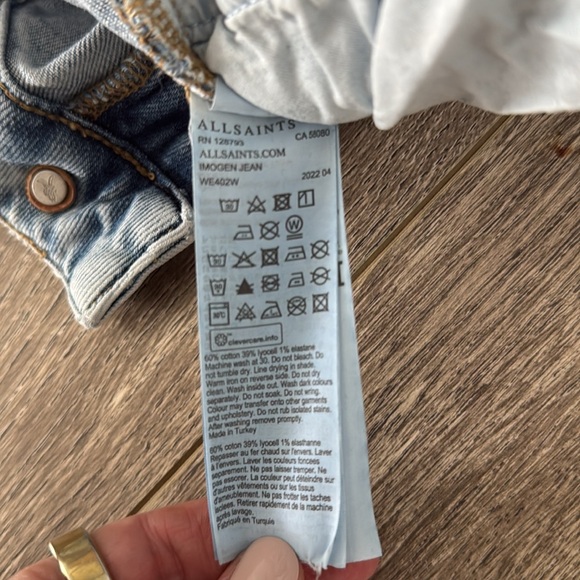 ALLSAINTS
RN 128793 CA 58080
ALLSAINTS.COM
IMOGEN JEAN
WE402W 2022 04
W
clevercare.info
60% cotton 39% lyocell 1% elastane
Machine wash at 30. Do not bleach. Do
not tumble dry. Line drying in shade.
Warm iron on reverse side. Do not dry
clean. Wash inside out. Wash dark colours
separately. Do not soak. Do not wring.
Colour may transfer onto other garments
and upholstery. Do not rub isolated stains.
After washing remove promptly.
Made in Turkey
60% coton 39% lyocell 1% elasthanne
Repasser au fer chaud sur l'envers. Laver
à l'envers. Laver les couleurs foncées
separement. Ne pas laisser tremper. Ne
pas essorer. La couleur peut déteindre sur
d'autres vêtements ou sur les tissus
d'ameublement. Ne pas frotter les taches
isolees. Retirer rapidement de la machine
après lavage.
Fabriqué en Turquie